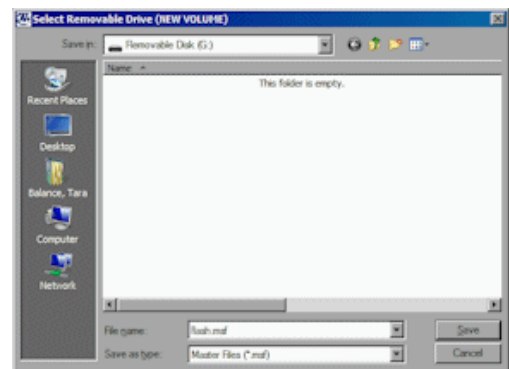 Select Removable Drive (NEW VOLUME)
Save in:
Removable Disk (G:)
Name
This folder is empty.
Recent Places
Desktop
Balance, Tara
Computer
Network
File name:
flash.maf
Save
Save as type:
Master Files (*.maf)
Cancel